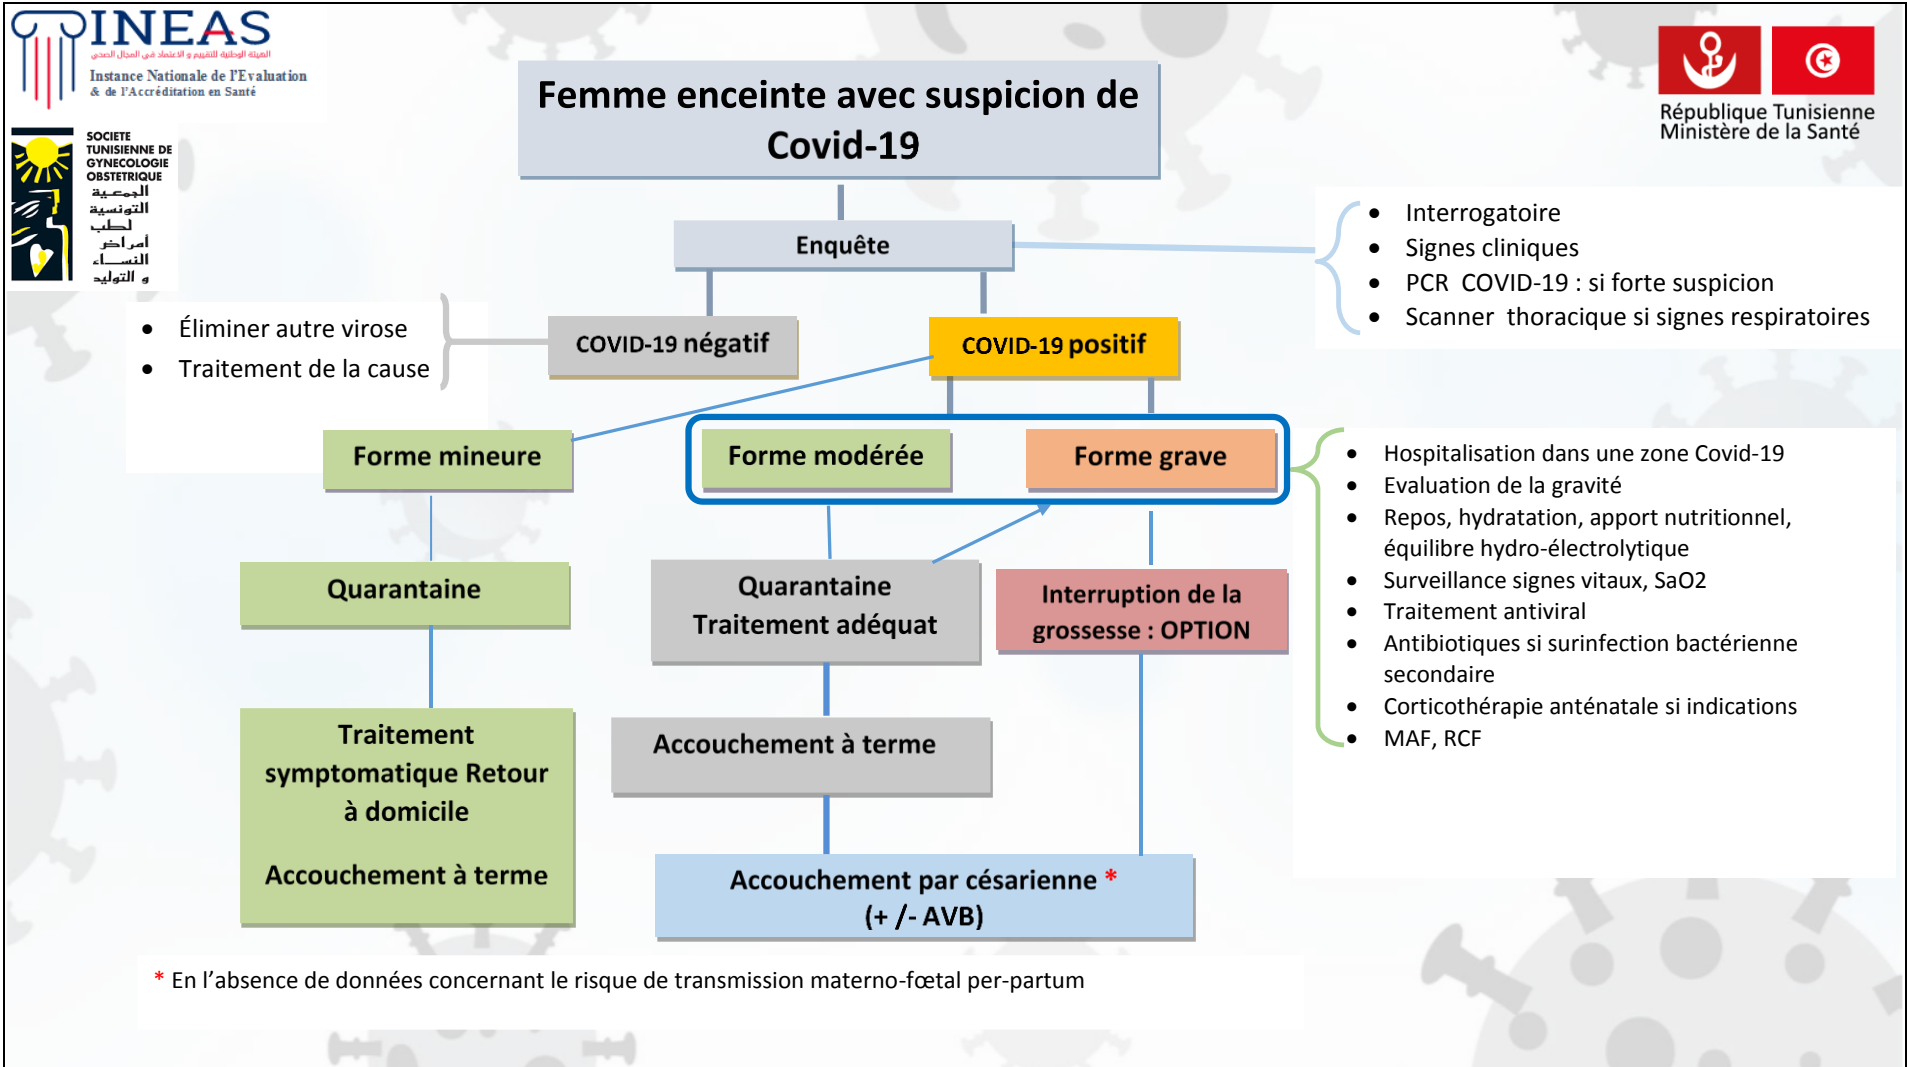 INEAS
الهيئة الوطنية للتقييم و الاعتماد في المجال الصحي
Instance Nationale de l'Evaluation
& de l'Accréditation en Santé
SOCIETE
TUNISIENNE DE
GYNECOLOGIE
OBSTETRIQUE
الجمعية
التونسية
لطب
أمراض
النساء
و التوليد
République Tunisienne
Ministère de la Santé
Femme enceinte avec suspicion de
Covid-19
Enquête
• Interrogatoire
• Signes cliniques
• PCR COVID-19 : si forte suspicion
• Scanner thoracique si signes respiratoires
• Éliminer autre virose
• Traitement de la cause
COVID-19 négatif
COVID-19 positif
Forme mineure
Forme modérée
Forme grave
• Hospitalisation dans une zone Covid-19
• Evaluation de la gravité
• Repos, hydratation, apport nutritionnel,
équilibre hydro-électrolytique
• Surveillance signes vitaux, SaO2
• Traitement antiviral
• Antibiotiques si surinfection bactérienne
secondaire
• Corticothérapie anténatale si indications
• MAF, RCF
Quarantaine
Quarantaine
Traitement adéquat
Interruption de la
grossesse : OPTION
Traitement
symptomatique Retour
à domicile
Accouchement à terme
Accouchement à terme
Accouchement par césarienne *
(+ /- AVB)
* En l'absence de données concernant le risque de transmission materno-fœtal per-partum